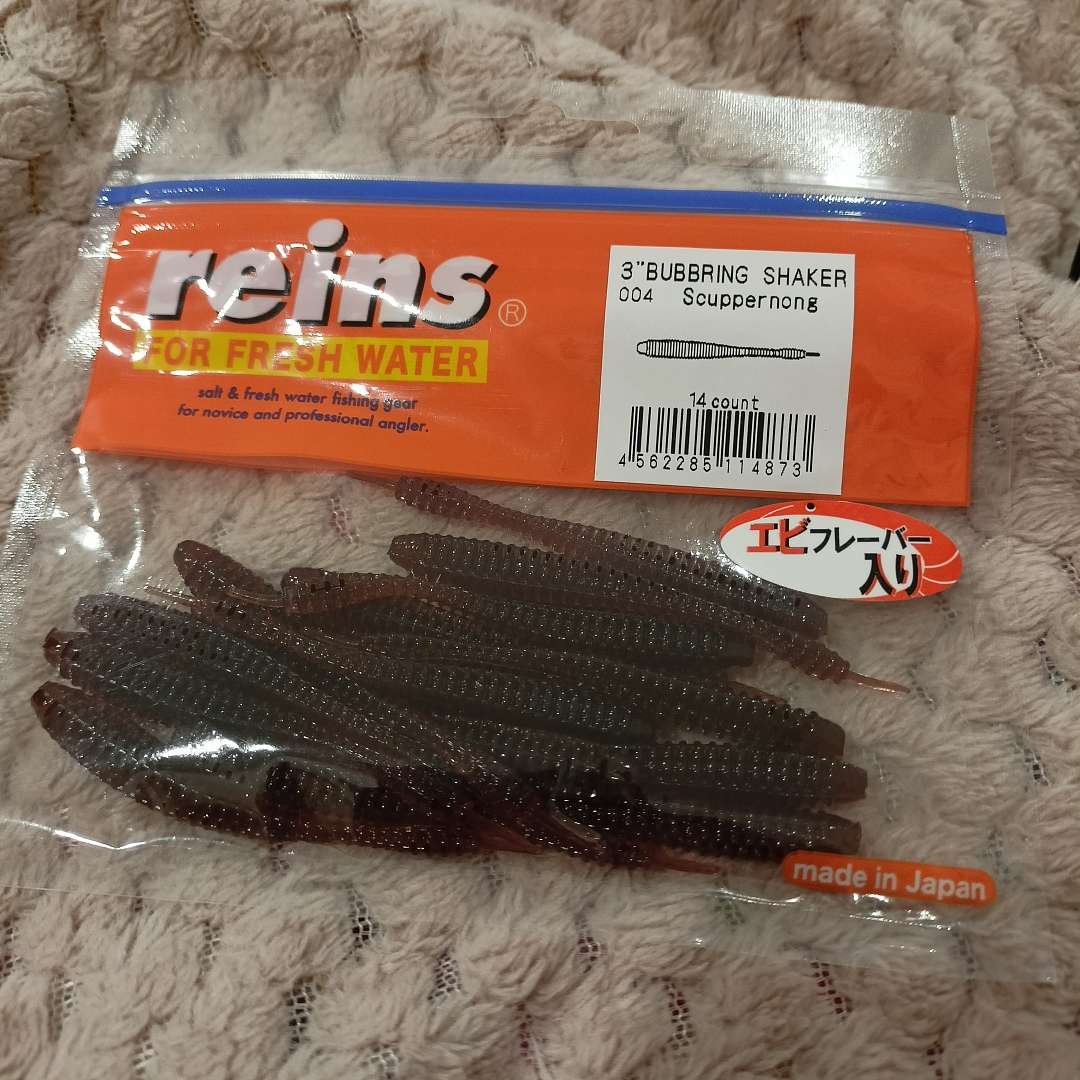 reins®
FOR FRESH WATER
salt & fresh water fishing gear
for novice and professional angler.
3"BUBBRING SHAKER
004 Scuppernong
14 count
4 562285 114873
エビフレーバー
入り
made in Japan